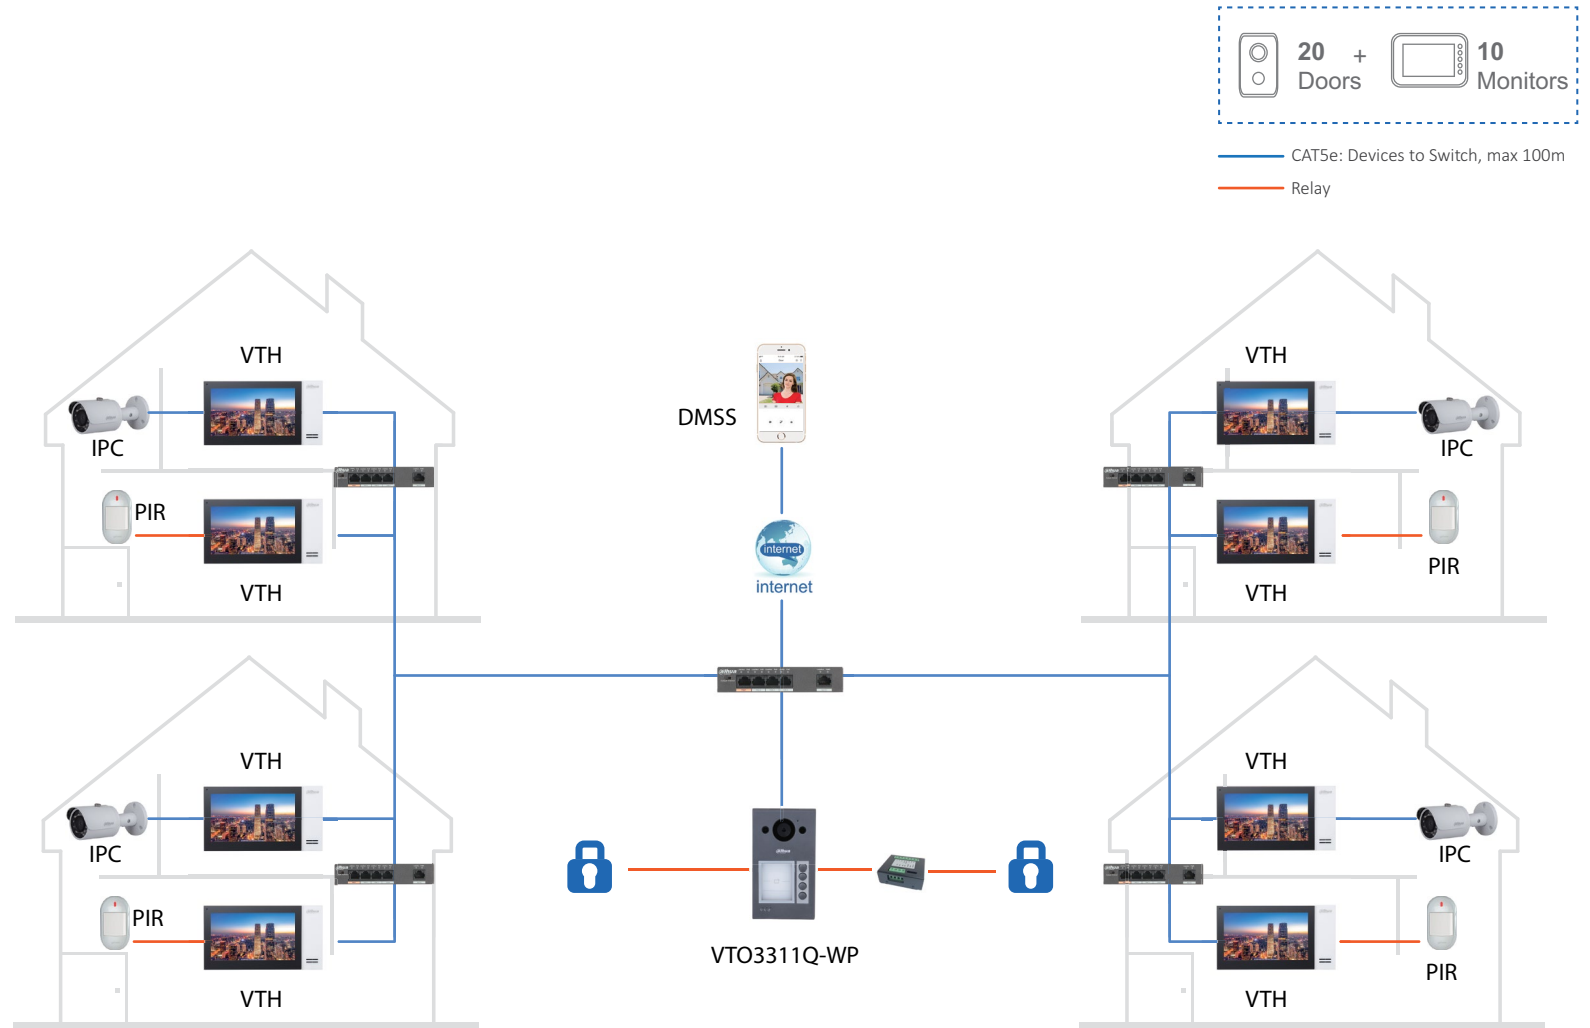 20 + 10
Doors Monitors
CAT5e: Devices to Switch, max 100m
Relay
VTH
IPC
PIR
VTH
DMSS
internet
internet
VTH
IPC
PIR
VTH
VTH
IPC
PIR
VTH
VTO3311Q-WP
VTH
IPC
PIR
VTH